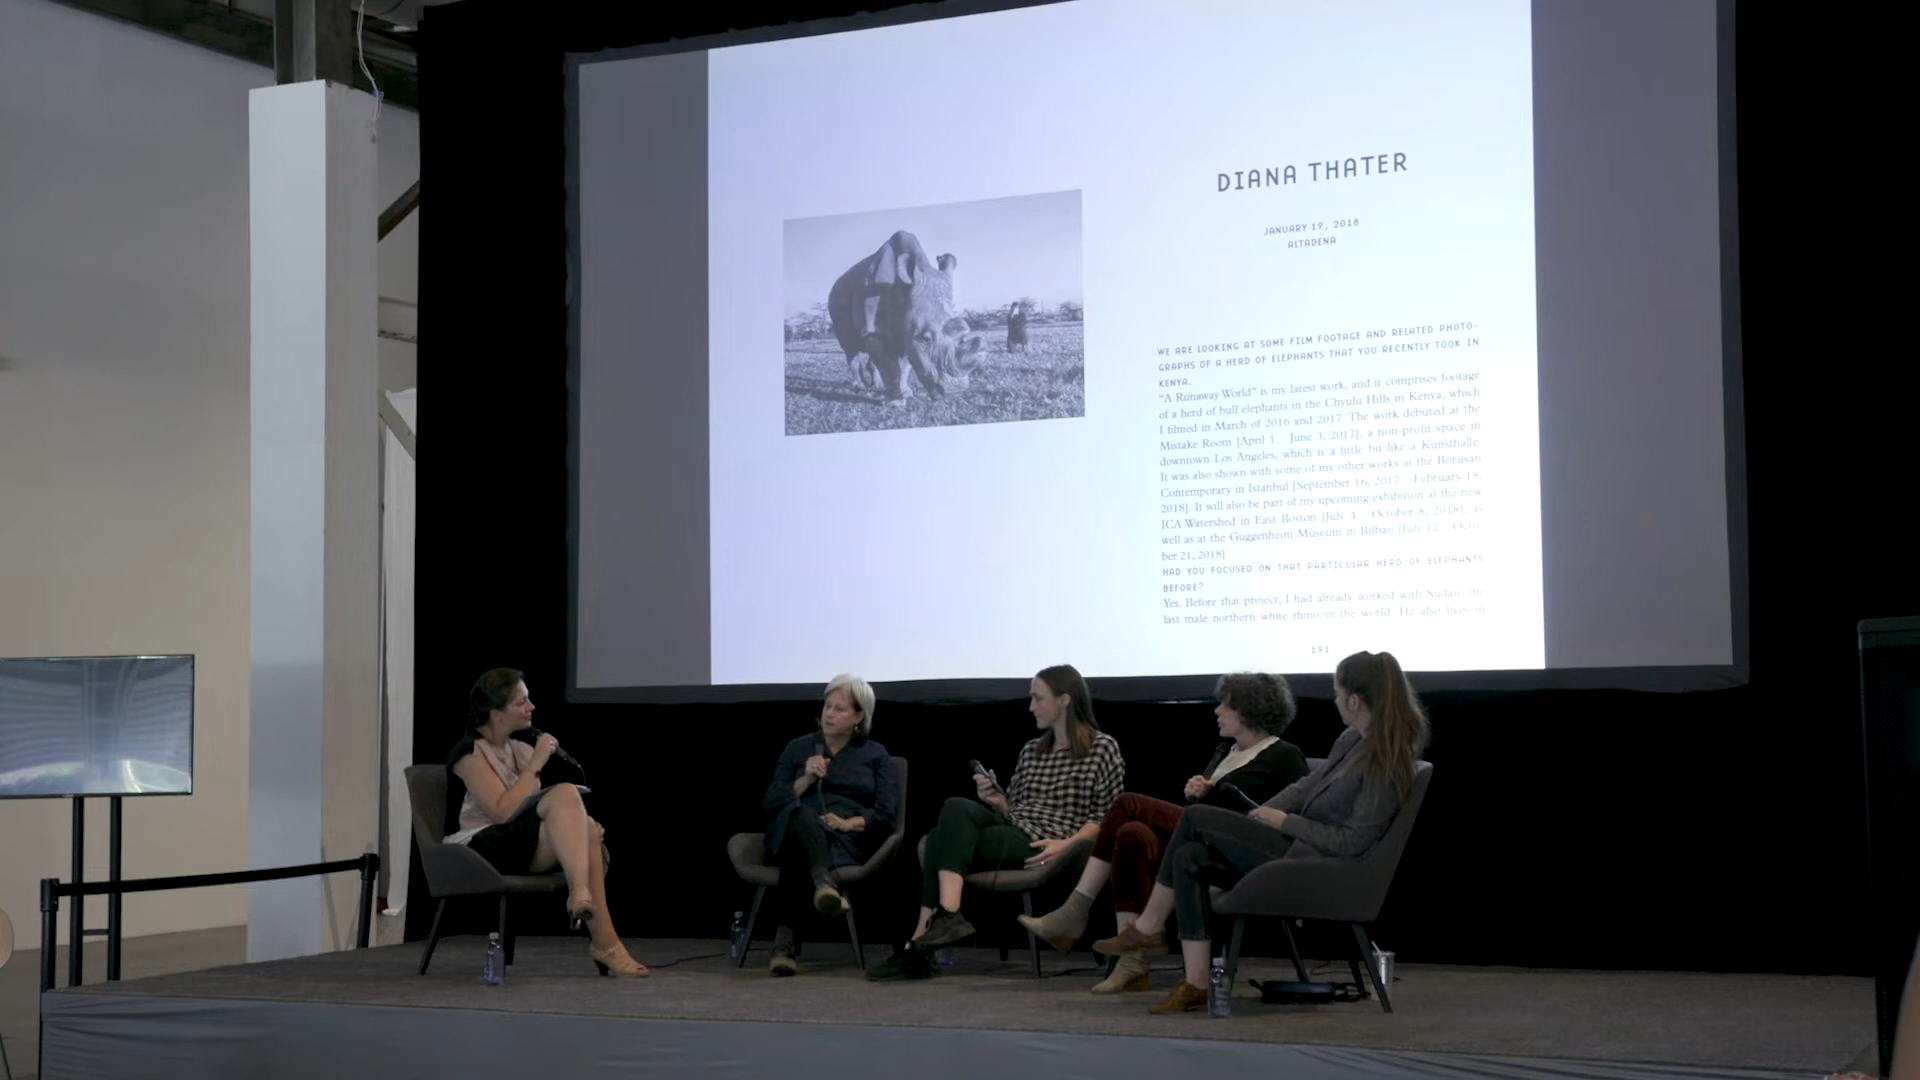 DIANA THATER
JANUARY 19, 2018
ALTADENA
WE ARE LOOKING AT SOME FILM FOOTAGE AND RELATED PHOTO-
GRAPHS OF A HERD OF ELEPHANTS THAT YOU RECENTLY TOOK IN
KENYA.
"A Runaway World" is my latest work, and it comprises footage
of a herd of bull elephants in the Chyulu Hills in Kenya, which
I filmed in March of 2016 and 2017. The work debuted at the
Mistake Room [April 1 – June 3, 2017], a non-profit space in
downtown Los Angeles, which is a little bit like a Kunsthalle.
It was also shown with some of my other works at the Borusan
Contemporary in Istanbul [September 16, 2017 – February 18,
2018]. It will also be part of my upcoming exhibition at the new
ICA Watershed in East Boston [July 4 – October 8, 2018], as
well as at the Guggenheim Museum in Bilbao [July 12 – Octo-
ber 21, 2018].
HAD YOU FOCUSED ON THAT PARTICULAR HERD OF ELEPHANTS
BEFORE?
Yes. Before that project, I had already worked with Sudan, the
last male northern white rhino in the world. He also lives in
191